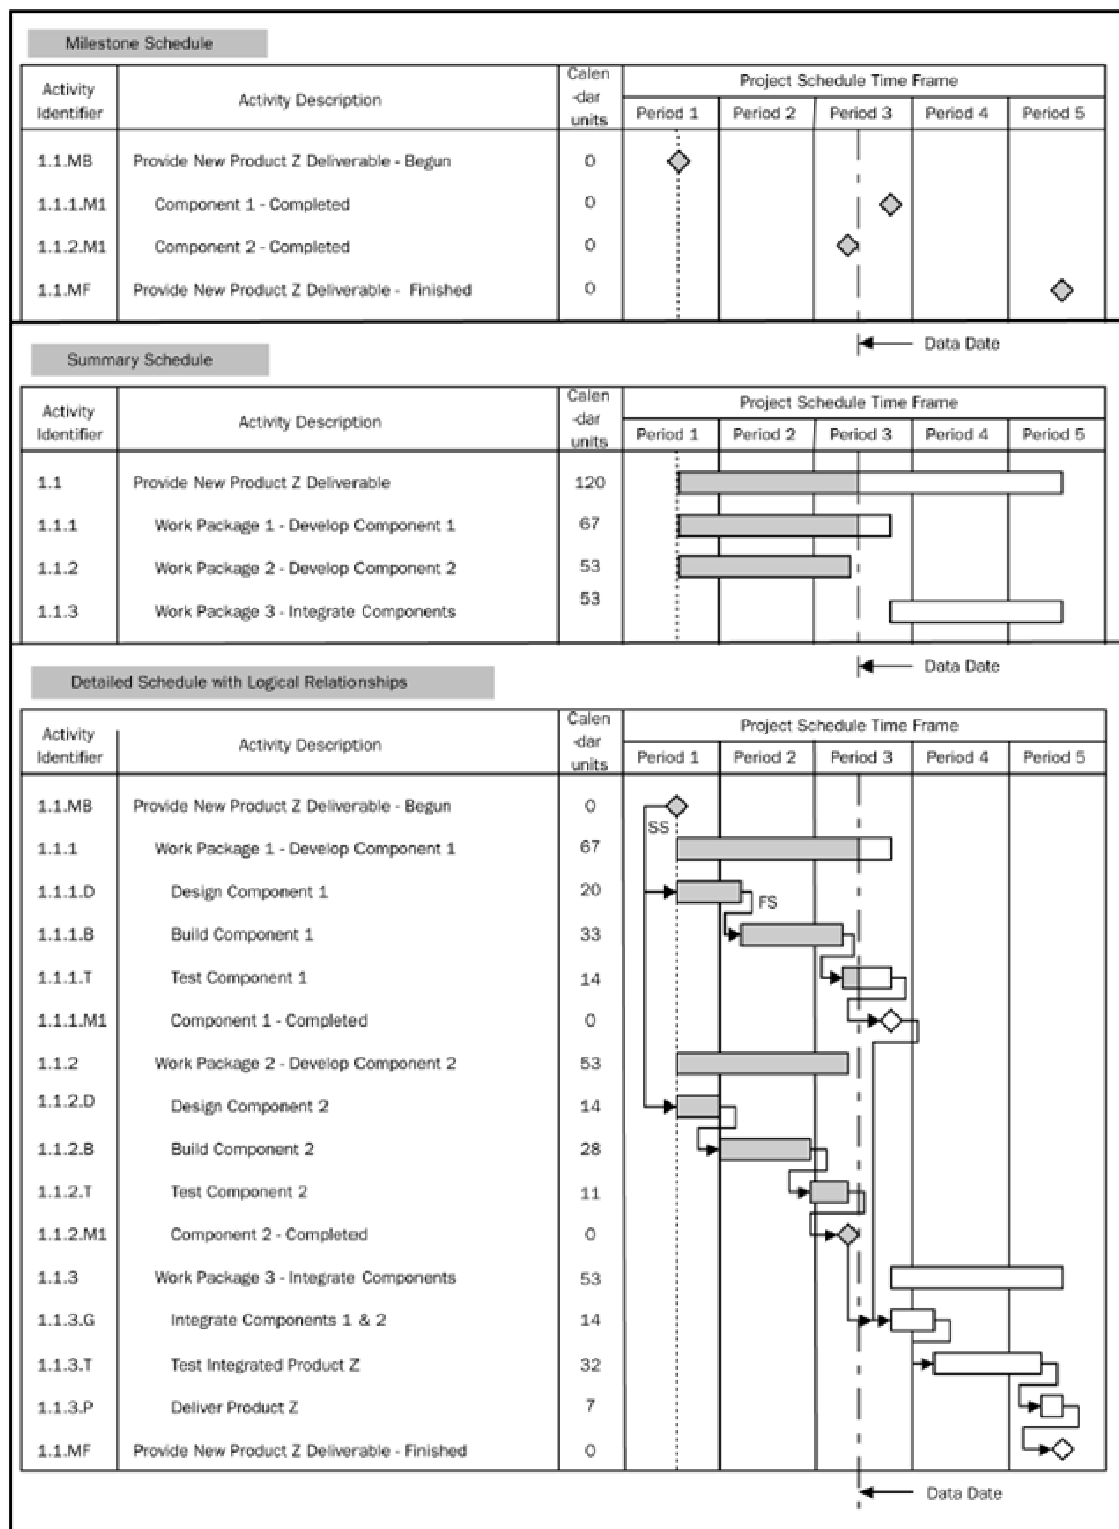 Milestone Schedule
Activity Identifier Activity Description Calen -dar units Project Schedule Time Frame
Period 1 Period 2 Period 3 Period 4 Period 5
1.1.MB Provide New Product Z Deliverable - Begun 0
1.1.1.M1 Component 1 - Completed 0
1.1.2.M1 Component 2 - Completed 0
1.1.MF Provide New Product Z Deliverable - Finished 0
Data Date
Summary Schedule
Activity Identifier Activity Description Calen -dar units Project Schedule Time Frame
Period 1 Period 2 Period 3 Period 4 Period 5
1.1 Provide New Product Z Deliverable 120
1.1.1 Work Package 1 - Develop Component 1 67
1.1.2 Work Package 2 - Develop Component 2 53
1.1.3 Work Package 3 - Integrate Components 53
Data Date
Detailed Schedule with Logical Relationships
Activity Identifier Activity Description Calen -dar units Project Schedule Time Frame
Period 1 Period 2 Period 3 Period 4 Period 5
1.1.MB Provide New Product Z Deliverable - Begun 0
SS
1.1.1 Work Package 1 - Develop Component 1 67
1.1.1.D Design Component 1 20
FS
1.1.1.B Build Component 1 33
1.1.1.T Test Component 1 14
1.1.1.M1 Component 1 - Completed 0
1.1.2 Work Package 2 - Develop Component 2 53
1.1.2.D Design Component 2 14
1.1.2.B Build Component 2 28
1.1.2.T Test Component 2 11
1.1.2.M1 Component 2 - Completed 0
1.1.3 Work Package 3 - Integrate Components 53
1.1.3.G Integrate Components 1 & 2 14
1.1.3.T Test Integrated Product Z 32
1.1.3.P Deliver Product Z 7
1.1.MF Provide New Product Z Deliverable - Finished 0
Data Date